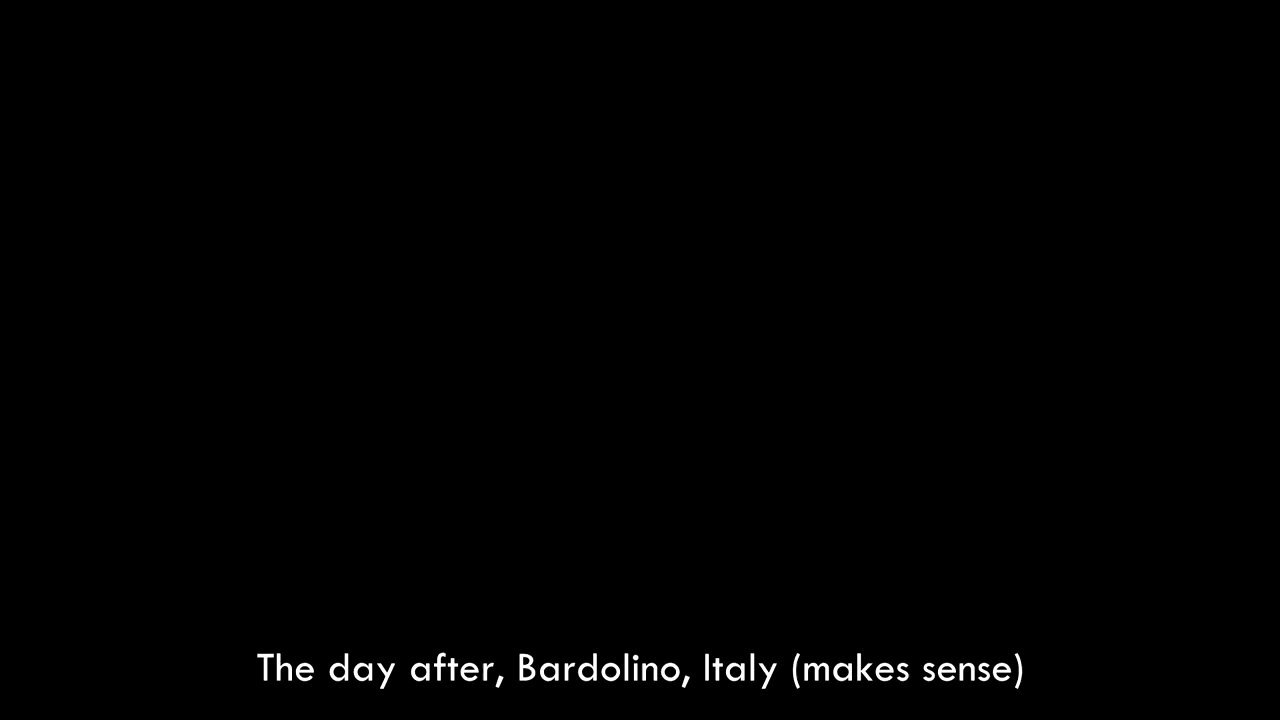 The day after, Bardolino, Italy (makes sense)